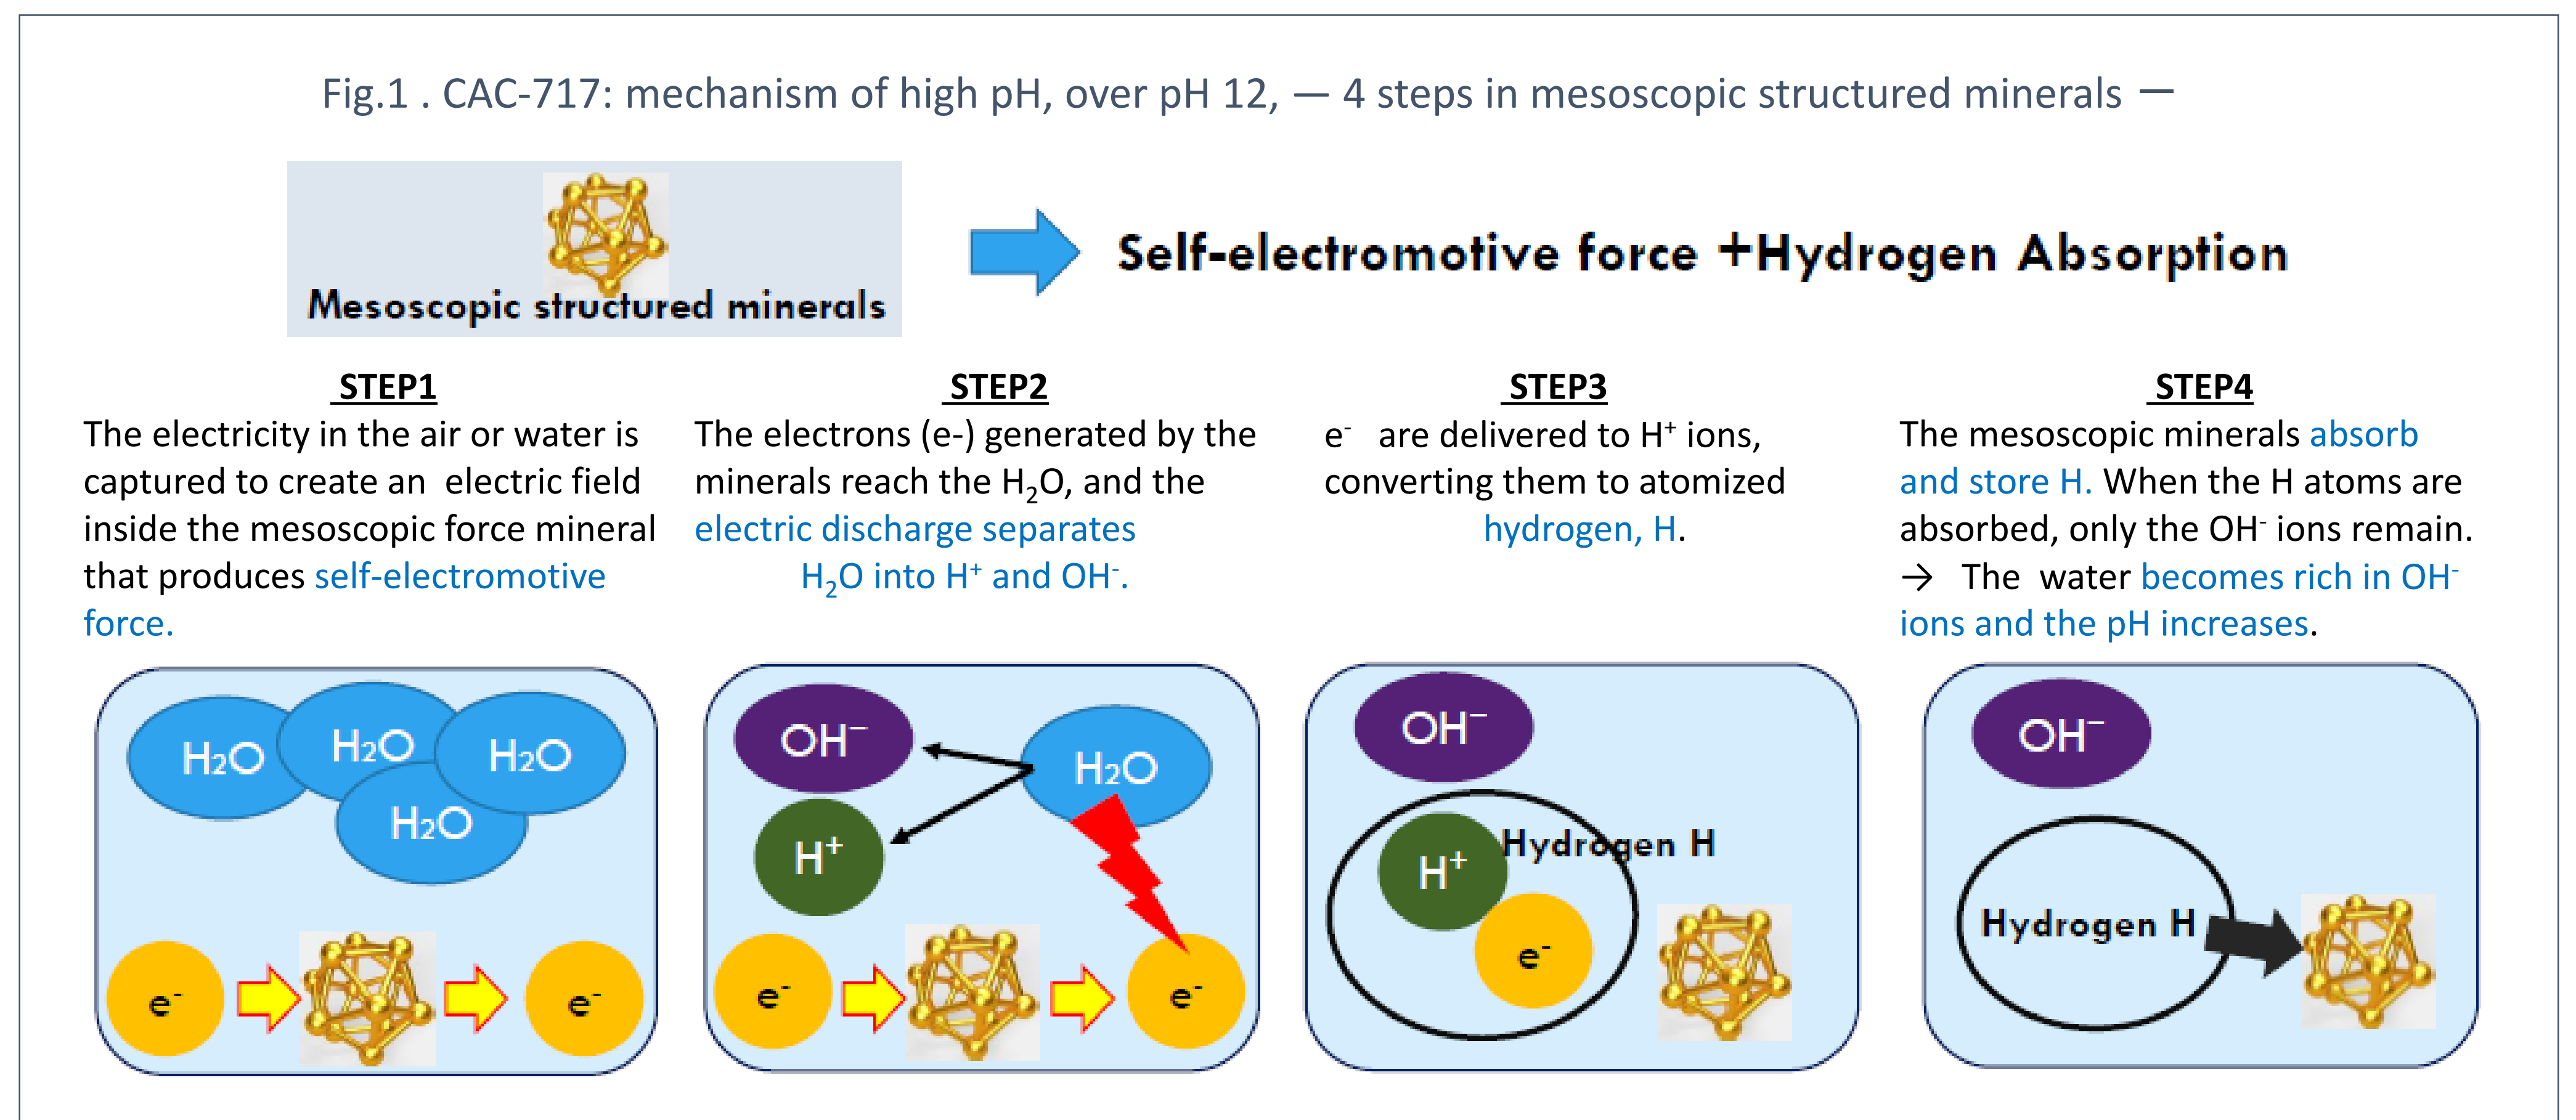 Fig.1 . CAC-717: mechanism of high pH, over pH 12, — 4 steps in mesoscopic structured minerals —
Mesoscopic structured minerals
Self-electromotive force +Hydrogen Absorption
STEP1
The electricity in the air or water is
captured to create an electric field
inside the mesoscopic force mineral
that produces self-electromotive
force.
STEP2
The electrons (e-) generated by the
minerals reach the H₂O, and the
electric discharge separates
H₂O into H⁺ and OH⁻.
STEP3
e⁻ are delivered to H⁺ ions,
converting them to atomized
hydrogen, H.
STEP4
The mesoscopic minerals absorb
and store H. When the H atoms are
absorbed, only the OH⁻ ions remain.
→ The water becomes rich in OH⁻
ions and the pH increases.
H₂O
H₂O
H₂O
H₂O
e⁻
e⁻
OH⁻
H₂O
H⁺
e⁻
e⁻
OH⁻
Hydrogen H
H⁺
e⁻
OH⁻
Hydrogen H